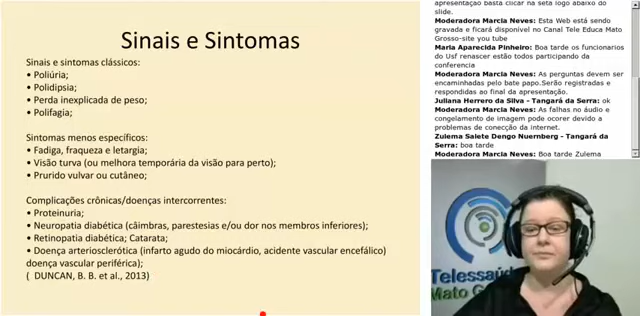 Sinais e Sintomas
Sinais e sintomas clássicos:
• Poliúria;
• Polidipsia;
• Perda inexplicada de peso;
• Polifagia;
Sintomas menos específicos:
• Fadiga, fraqueza e letargia;
• Visão turva (ou melhora temporária da visão para perto);
• Prurido vulvar ou cutâneo;
Complicações crônicas/doenças intercorrentes:
• Proteinuria;
• Neuropatia diabética (câimbras, parestesias e/ou dor nos membros inferiores);
• Retinopatia diabética; Catarata;
• Doença arteriosclerótica (infarto agudo do miocárdio, acidente vascular encefálico)
doença vascular periférica);
( DUNCAN, B. B. et al., 2013)
apresentação basta clicar na seta logo abaixo do
slide.
Moderadora Marcia Neves: Esta Web está sendo
gravada e ficará disponível no Canal Tele Educa Mato
Grosso-site you tube
Maria Aparecida Pinheiro: Boa tarde os funcionarios
do Usf renascer estão todos participando da
conferencia
Moderadora Marcia Neves: As perguntas devem ser
encaminhadas pelo bate papo.Serão registradas e
respondidas ao final da apresentação.
Juliana Herrero da Silva - Tangará da Serra: ok
Moderadora Marcia Neves: As falhas no áudio e
congelamento de imagem pode ocorrer devido a
problemas de conecção da internet.
Zulema Salete Dengo Nuernberg - Tangará da
Serra: boa tarde
Moderadora Marcia Neves: Boa tarde Zulema
Telessaúd
Mato Gro